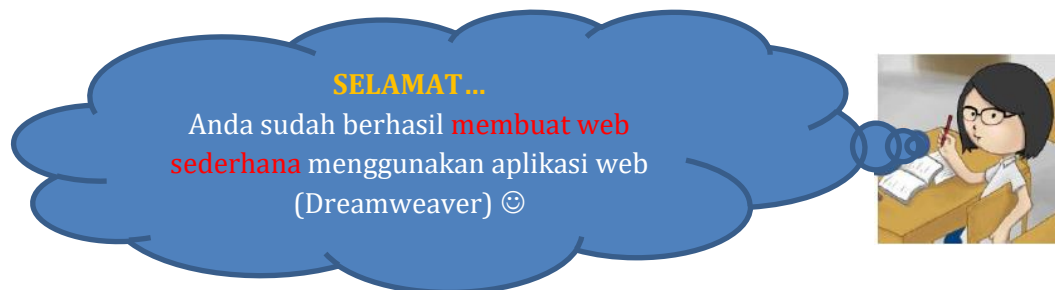 SELAMAT…
Anda sudah berhasil membuat web
sederhana menggunakan aplikasi web
(Dreamweaver) ☺